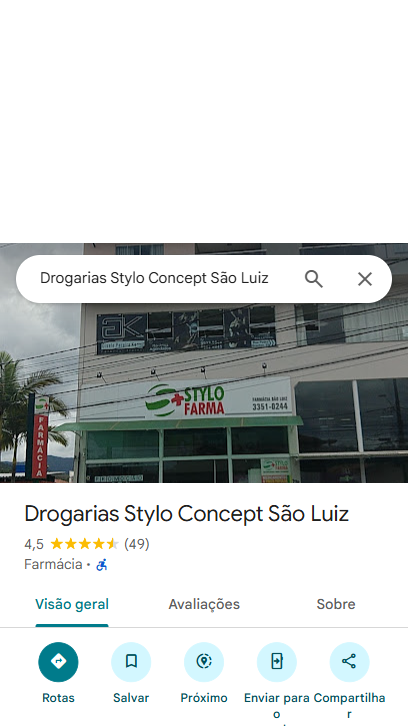 Drogarias Stylo Concept São Luiz
STYLO
FARMA
FARMÁCIA SÃO LUIZ
3351-0244
FARMÁCIA
Drogarias Stylo Concept São Luiz
4,5 (49)
Farmácia ·
Visão geral Avaliações Sobre
Rotas Salvar Próximo Enviar para o Compartilhar